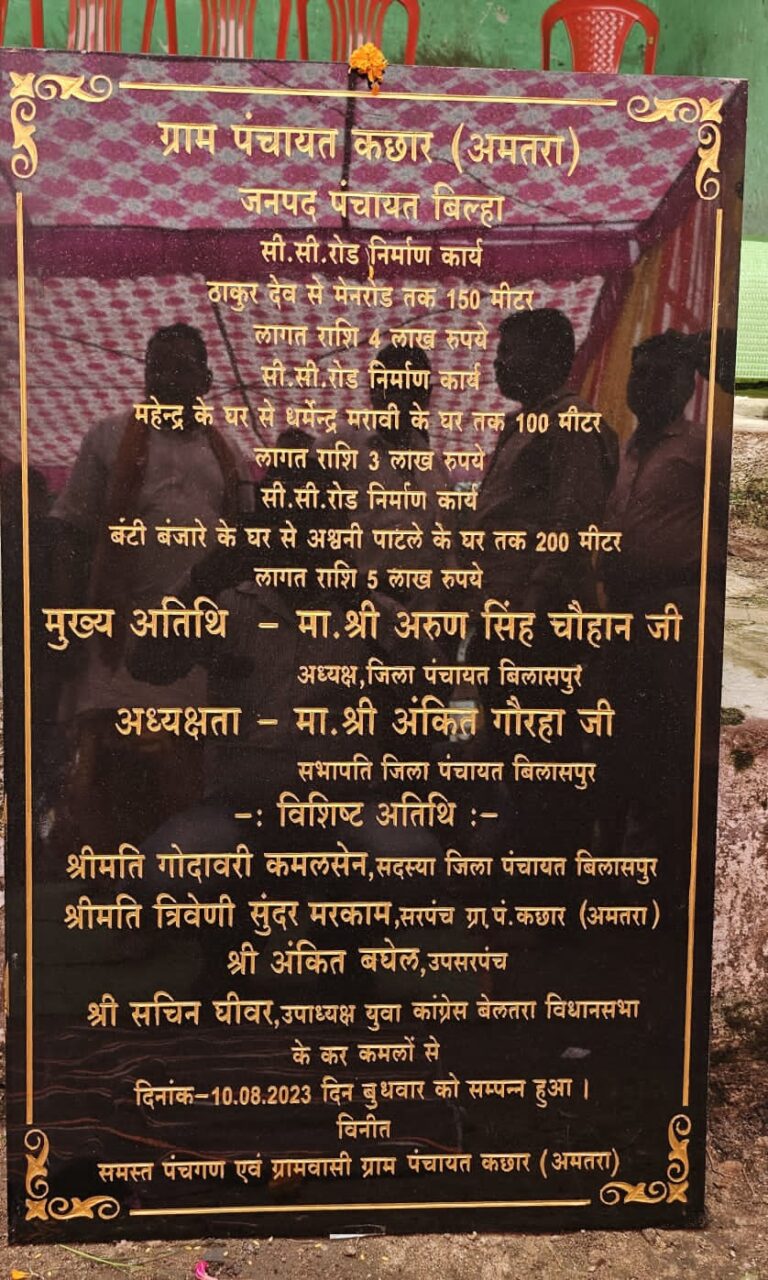 ग्राम पंचायत कछार (अमतरा)
जनपद पंचायत बिल्हा
सी.सी.रोड निर्माण कार्य
ठाकुर देव से मेनरोड तक 150 मीटर
लागत राशि 4 लाख रुपये
सी.सी.रोड निर्माण कार्य
महेन्द्र के घर से धर्मेन्द्र मरावी के घर तक 100 मीटर
लागत राशि 3 लाख रुपये
सी.सी.रोड निर्माण कार्य
बंटी बंजारे के घर से अश्वनी पाटले के घर तक 200 मीटर
लागत राशि 5 लाख रुपये
मुख्य अतिथि - मा.श्री अरुण सिंह चौहान जी
अध्यक्ष,जिला पंचायत बिलासपुर
अध्यक्षता - मा.श्री अंकित गौरहा जी
सभापति जिला पंचायत बिलासपुर
-: विशिष्ट अतिथि :-
श्रीमति गोदावरी कमलसेन,सदस्या जिला पंचायत बिलासपुर
श्रीमति त्रिवेणी सुंदर मरकाम,सरपंच ग्रा.पं.कछार (अमतरा)
श्री अंकित बघेल,उपसरपंच
श्री सचिन घीवर,उपाध्यक्ष युवा कांग्रेस बेलतरा विधानसभा
के कर कमलों से
दिनांक-10.08.2023 दिन बुधवार को सम्पन्न हुआ ।
विनीत
समस्त पंचगण एवं ग्रामवासी ग्राम पंचायत कछार (अमतरा)